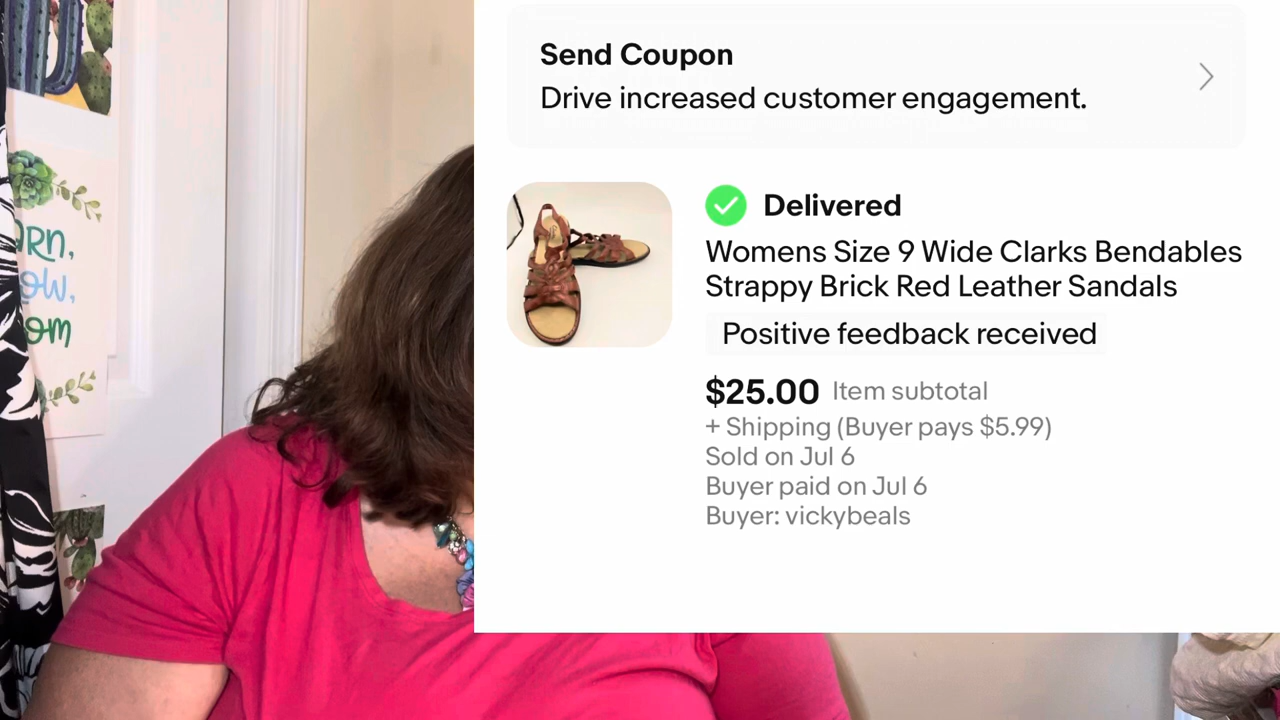 Send Coupon
Drive increased customer engagement.
Delivered
Womens Size 9 Wide Clarks Bendables
Strappy Brick Red Leather Sandals
Positive feedback received
$25.00 Item subtotal
+ Shipping (Buyer pays $5.99)
Sold on Jul 6
Buyer paid on Jul 6
Buyer: vickybeals